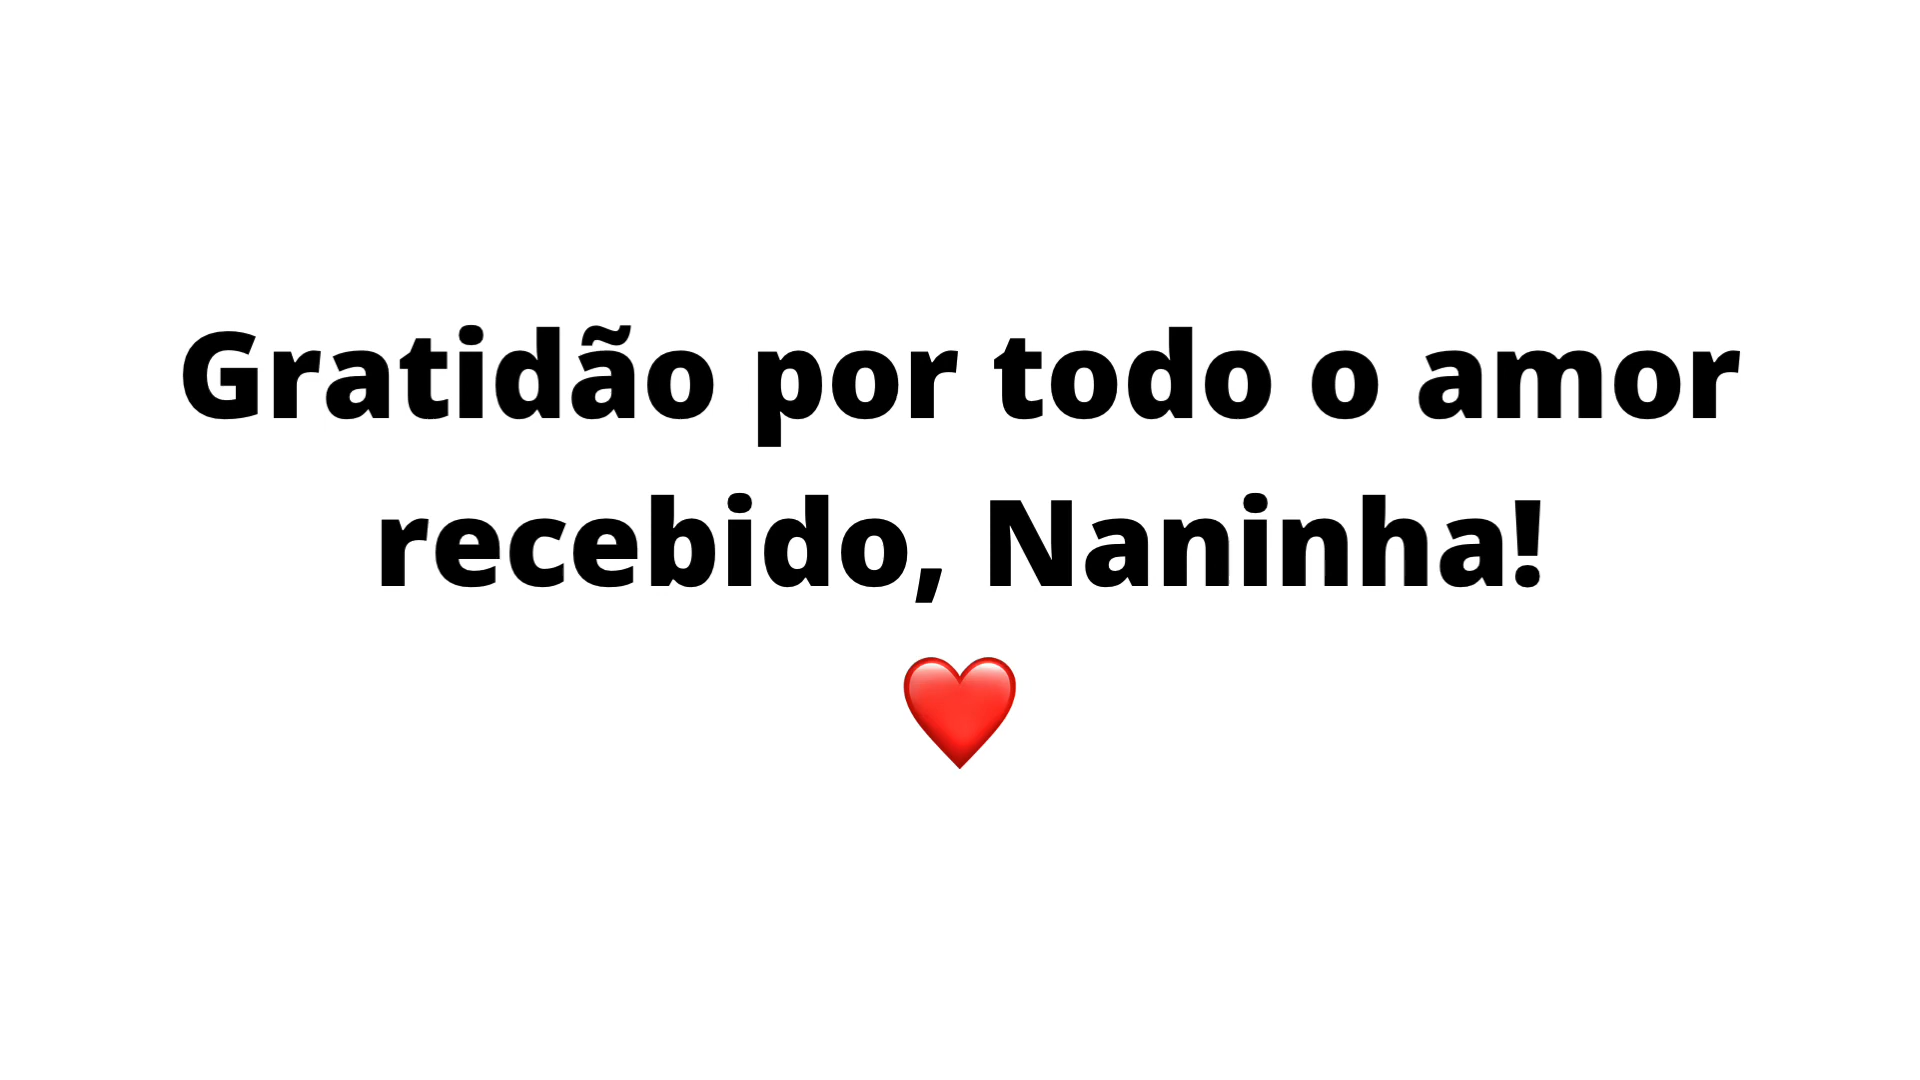 Gratidão por todo o amor
recebido, Naninha!
❤️